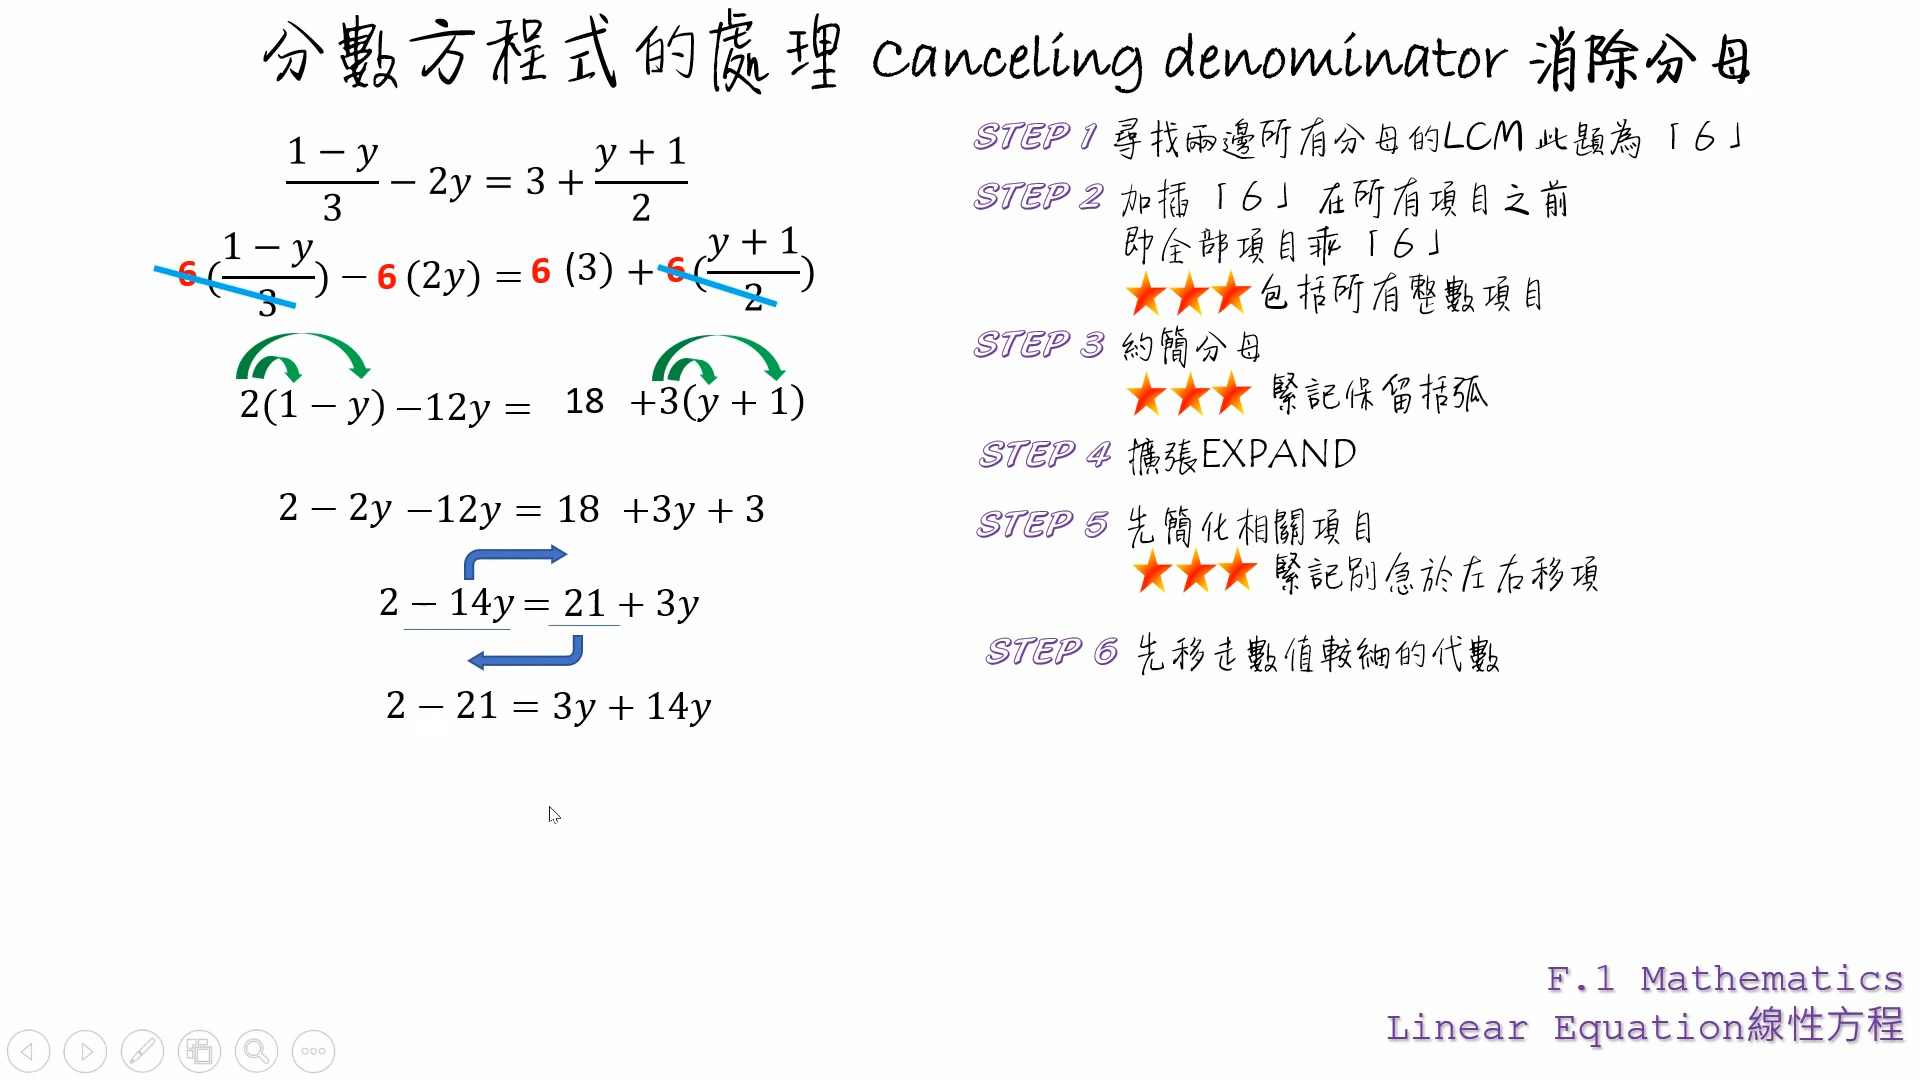 分數方程式的處理 Canceling denominator 消除分母
STEP 1 尋找兩邊所有分母的LCM 此題為「6」
STEP 2 加插「6」在所有項目之前
即全部項目乘「6」
包括所有整數項目
STEP 3 約簡分母
緊記保留括弧
STEP 4 擴張EXPAND
STEP 5 先簡化相關項目
緊記別急於左右移項
STEP 6 先移走數值較細的代數
(1 − y)/3 − 2y = 3 + (y + 1)/2
6 ((1 − y)/3) − 6 (2y) = 6 (3) + 6 ((y + 1)/2)
2(1 − y) −12y = 18 +3(y + 1)
2 − 2y −12y = 18 +3y + 3
2 − 14y = 21 + 3y
2 − 21 = 3y + 14y
F.1 Mathematics
Linear Equation線性方程